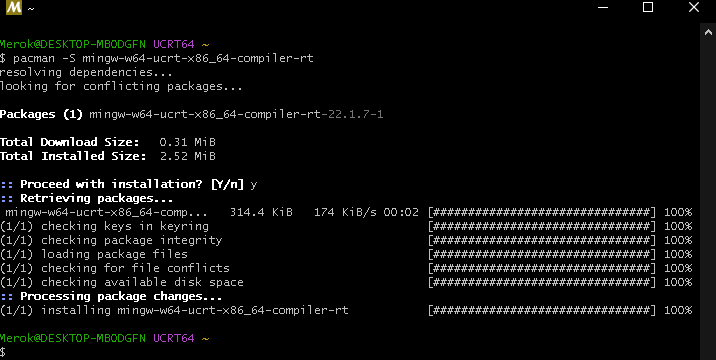 M ~
Merok@DESKTOP-MBODGFN UCRT64 ~
$ pacman -S mingw-w64-ucrt-x86_64-compiler-rt
resolving dependencies...
looking for conflicting packages...
Packages (1) mingw-w64-ucrt-x86_64-compiler-rt-22.1.7-1
Total Download Size:   0.31 MiB
Total Installed Size:  2.52 MiB
:: Proceed with installation? [Y/n] y
:: Retrieving packages...
mingw-w64-ucrt-x86_64-comp...   314.4 KiB   174 KiB/s 00:02 [###############################] 100%
(1/1) checking keys in keyring [###############################] 100%
(1/1) checking package integrity [###############################] 100%
(1/1) loading package files [###############################] 100%
(1/1) checking for file conflicts [###############################] 100%
(1/1) checking available disk space [###############################] 100%
:: Processing package changes...
(1/1) installing mingw-w64-ucrt-x86_64-compiler-rt [###############################] 100%
Merok@DESKTOP-MBODGFN UCRT64 ~
$